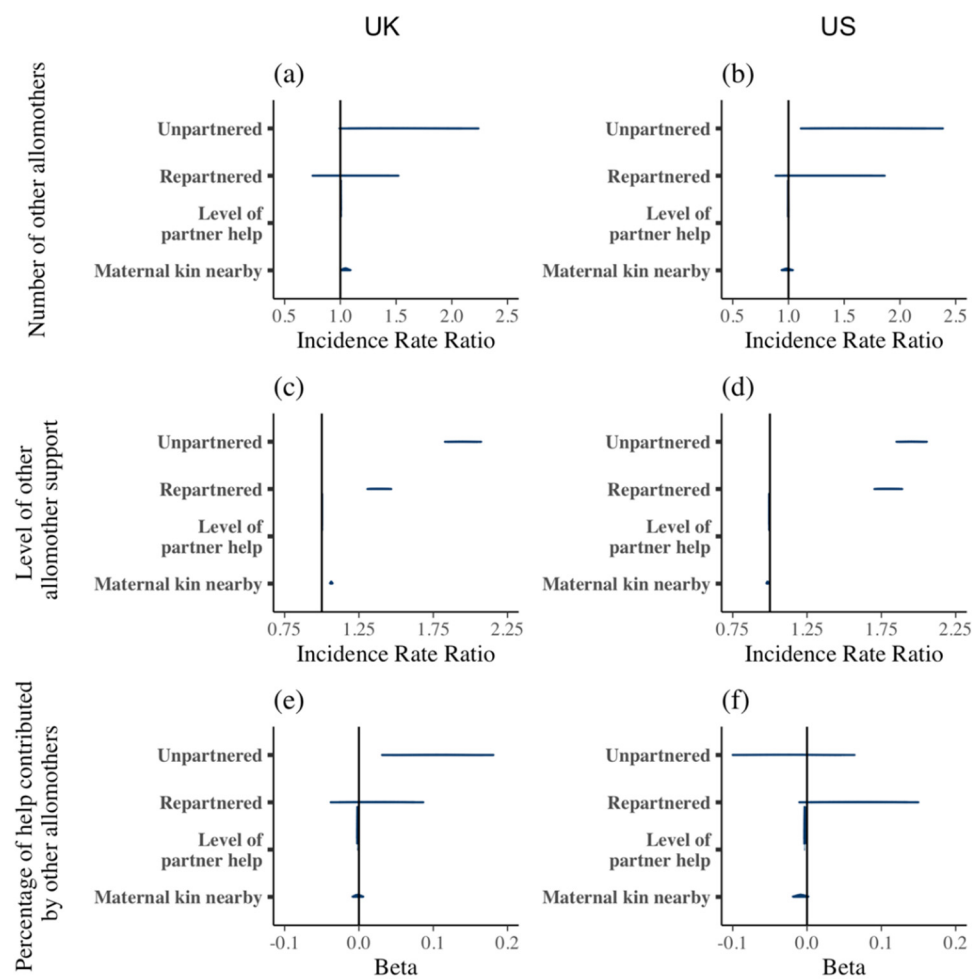 UK
US
Number of other allomothers
(a)
Unpartnered
Repartnered
Level of
partner help
Maternal kin nearby
0.5 1.0 1.5 2.0 2.5
Incidence Rate Ratio
(b)
Unpartnered
Repartnered
Level of
partner help
Maternal kin nearby
0.5 1.0 1.5 2.0 2.5
Incidence Rate Ratio
Level of other
allomother support
(c)
Unpartnered
Repartnered
Level of
partner help
Maternal kin nearby
0.75 1.25 1.75 2.25
Incidence Rate Ratio
(d)
Unpartnered
Repartnered
Level of
partner help
Maternal kin nearby
0.75 1.25 1.75 2.25
Incidence Rate Ratio
Percentage of help contributed
by other allomothers
(e)
Unpartnered
Repartnered
Level of
partner help
Maternal kin nearby
-0.1 0.0 0.1 0.2
Beta
(f)
Unpartnered
Repartnered
Level of
partner help
Maternal kin nearby
-0.1 0.0 0.1 0.2
Beta